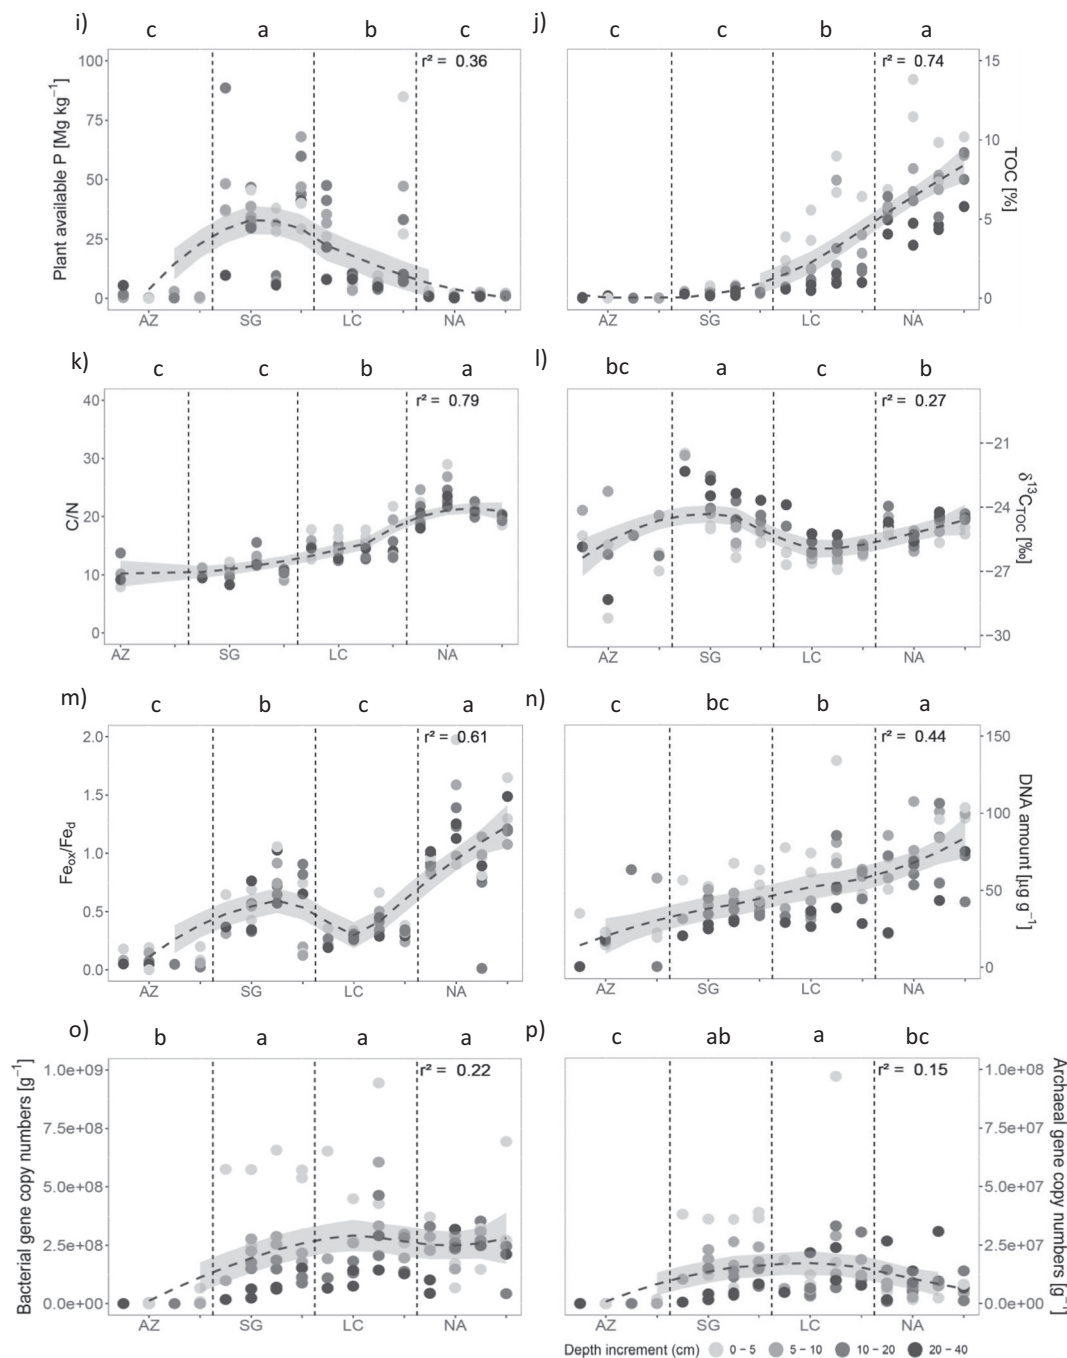 i)
c a b c
r² = 0.36
Plant available P [Mg kg⁻¹]
100
75
50
25
0
AZ SG LC NA
j)
c c b a
r² = 0.74
TOC [%]
15
10
5
0
AZ SG LC NA
k)
c c b a
r² = 0.79
C/N
40
30
20
10
0
AZ SG LC NA
l)
bc a c b
r² = 0.27
δ¹³C_TOC [‰]
−21
−24
−27
−30
AZ SG LC NA
m)
c b c a
r² = 0.61
Fe_ox/Fe_d
2.0
1.5
1.0
0.5
0.0
AZ SG LC NA
n)
c bc b a
r² = 0.44
DNA amount [µg g⁻¹]
150
100
50
0
AZ SG LC NA
o)
b a a a
r² = 0.22
Bacterial gene copy numbers [g⁻¹]
1.0e+09
7.5e+08
5.0e+08
2.5e+08
0.0e+00
AZ SG LC NA
p)
c ab a bc
r² = 0.15
Archaeal gene copy numbers [g⁻¹]
1.0e+08
7.5e+07
5.0e+07
2.5e+07
0.0e+00
AZ SG LC NA
Depth increment (cm) 0 − 5 5 − 10 10 − 20 20 − 40